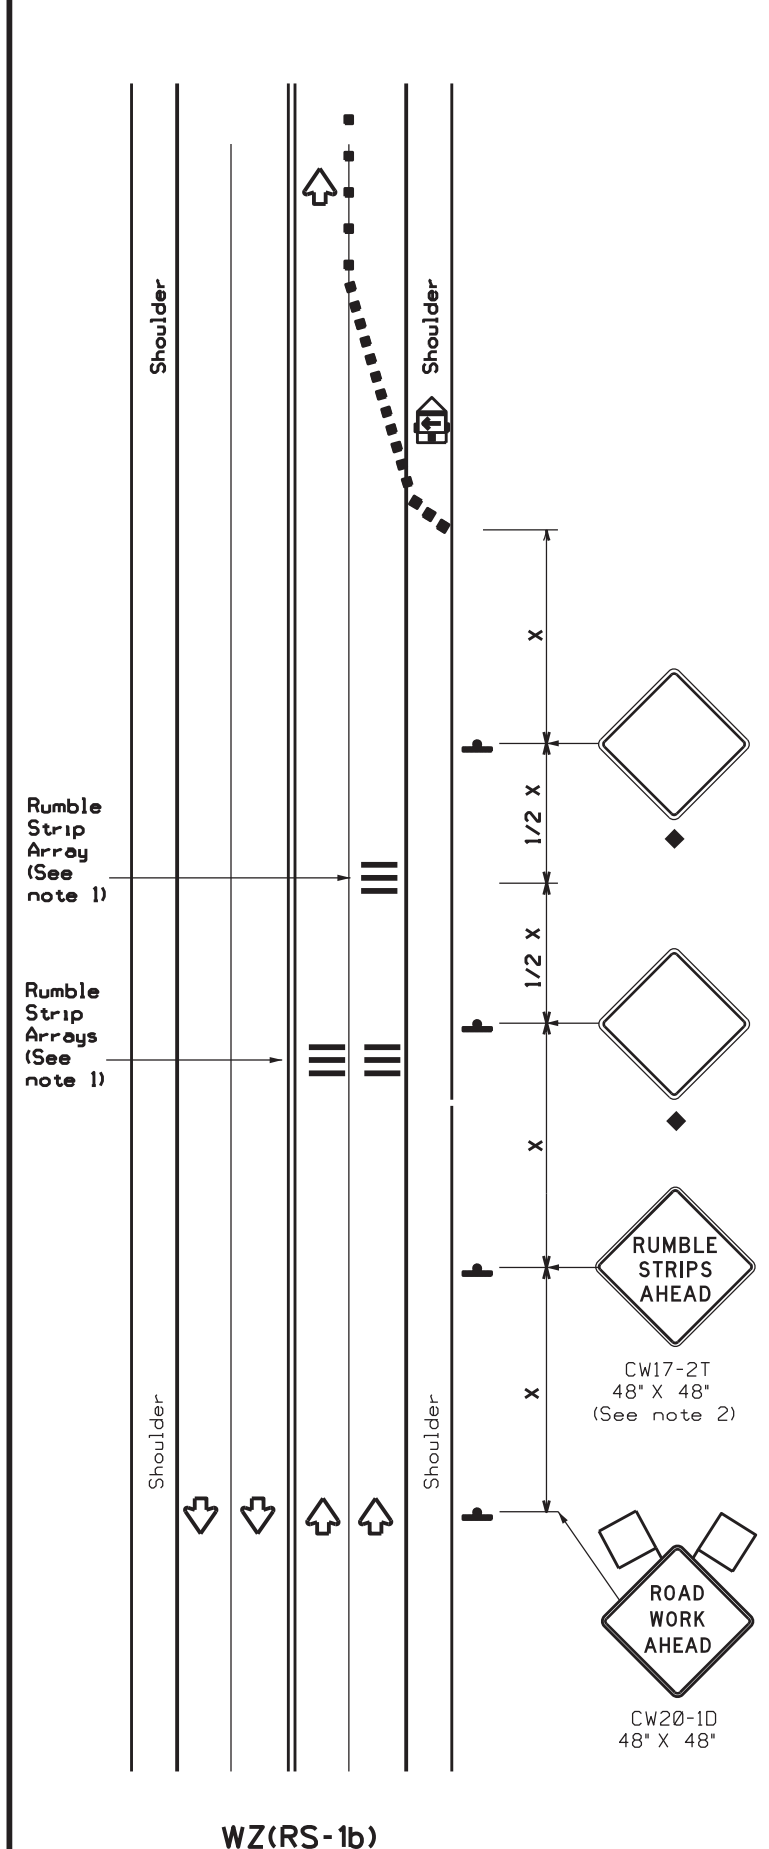 Shoulder
Shoulder
X
1/2 X
Rumble
Strip
Array
(See
note 1)
1/2 X
Rumble
Strip
Arrays
(See
note 1)
X
RUMBLE
STRIPS
AHEAD
CW17-2T
48" X 48"
(See note 2)
X
Shoulder
Shoulder
ROAD
WORK
AHEAD
CW20-1D
48" X 48"
WZ(RS-1b)